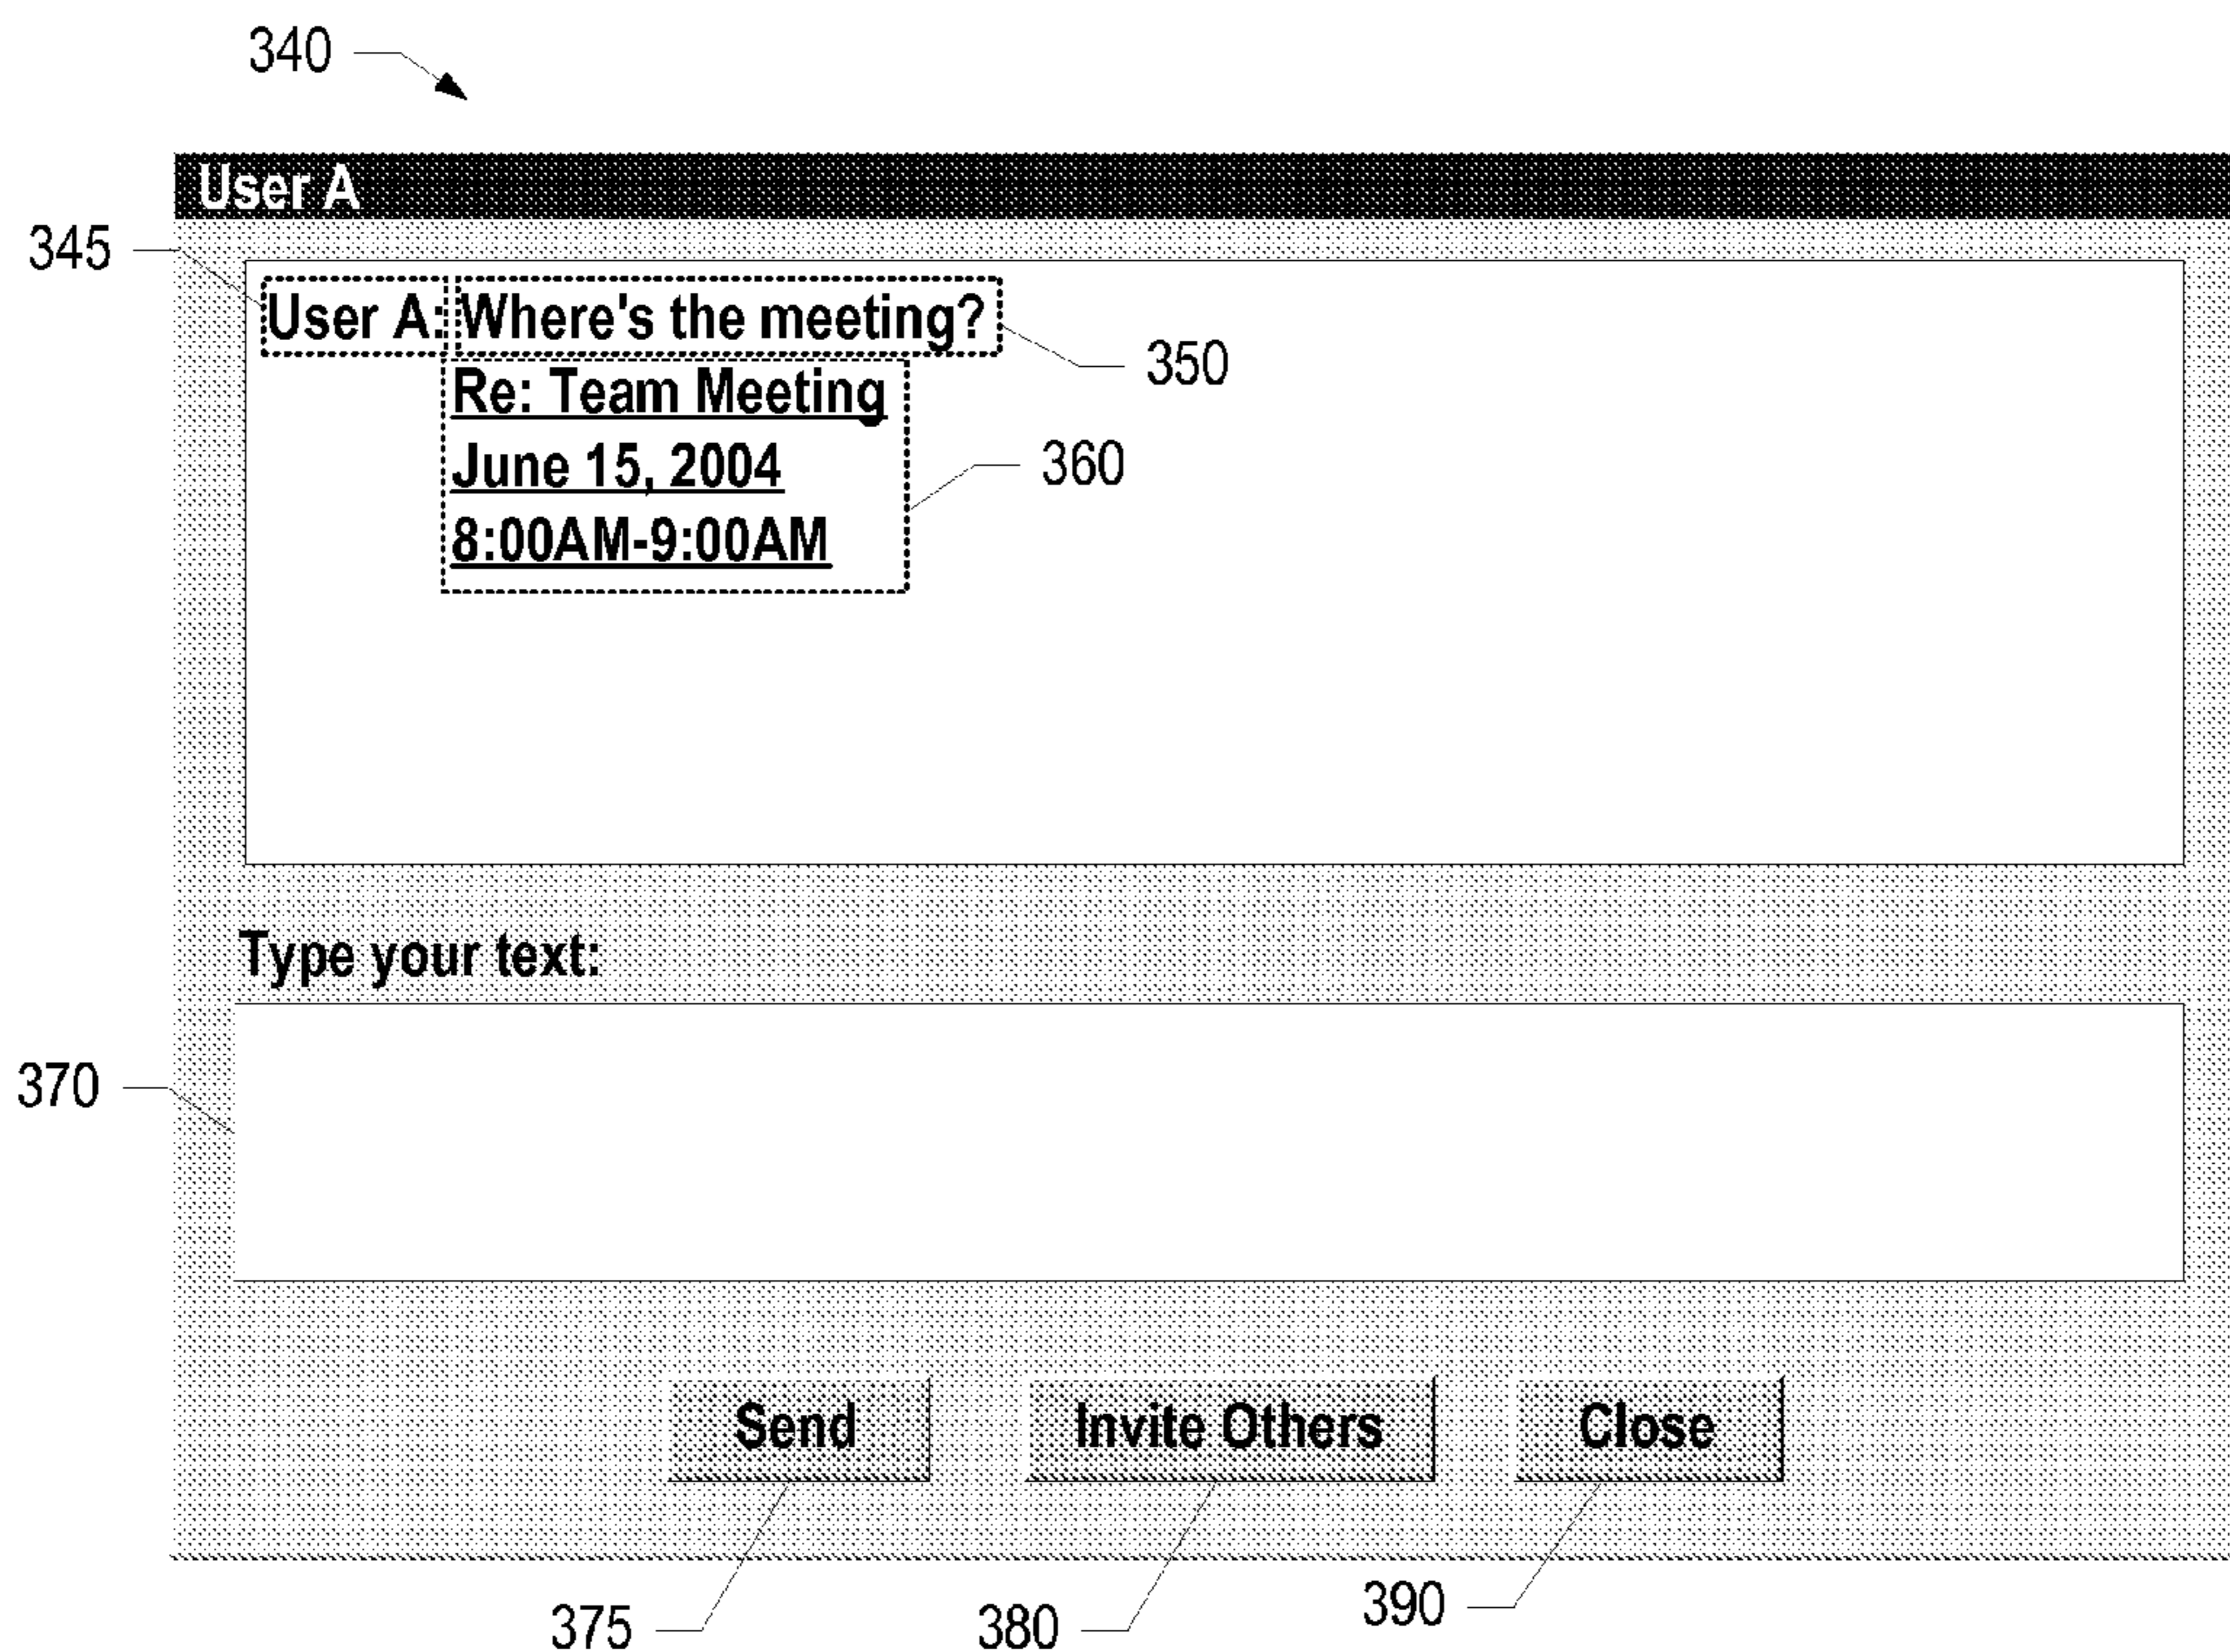 340
User A
345
User A: Where's the meeting?
350
Re: Team Meeting
June 15, 2004
360
8:00AM-9:00AM
Type your text:
370
Send Invite Others Close
375 380 390